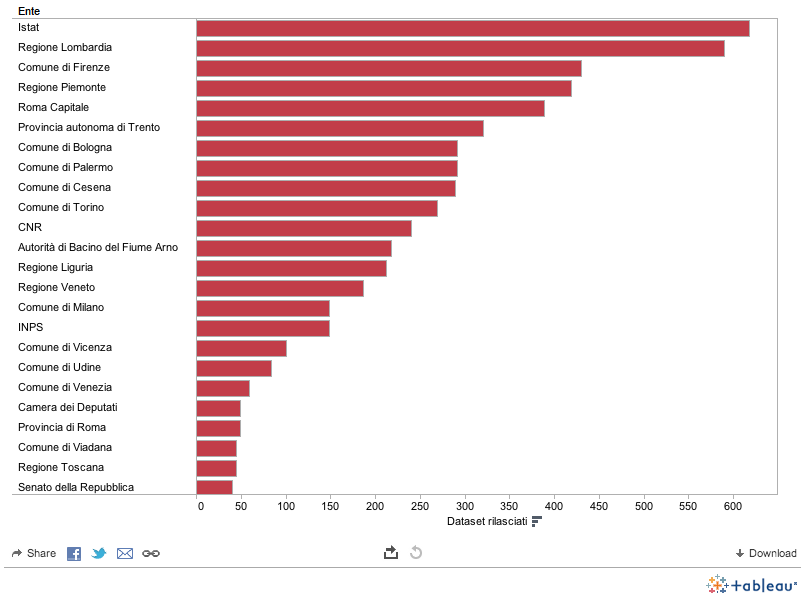 Ente
Istat
Regione Lombardia
Comune di Firenze
Regione Piemonte
Roma Capitale
Provincia autonoma di Trento
Comune di Bologna
Comune di Palermo
Comune di Cesena
Comune di Torino
CNR
Autorità di Bacino del Fiume Arno
Regione Liguria
Regione Veneto
Comune di Milano
INPS
Comune di Vicenza
Comune di Udine
Comune di Venezia
Camera dei Deputati
Provincia di Roma
Comune di Viadana
Regione Toscana
Senato della Repubblica
0 50 100 150 200 250 300 350 400 450 500 550 600
Dataset rilasciati
Share Download
+ableau